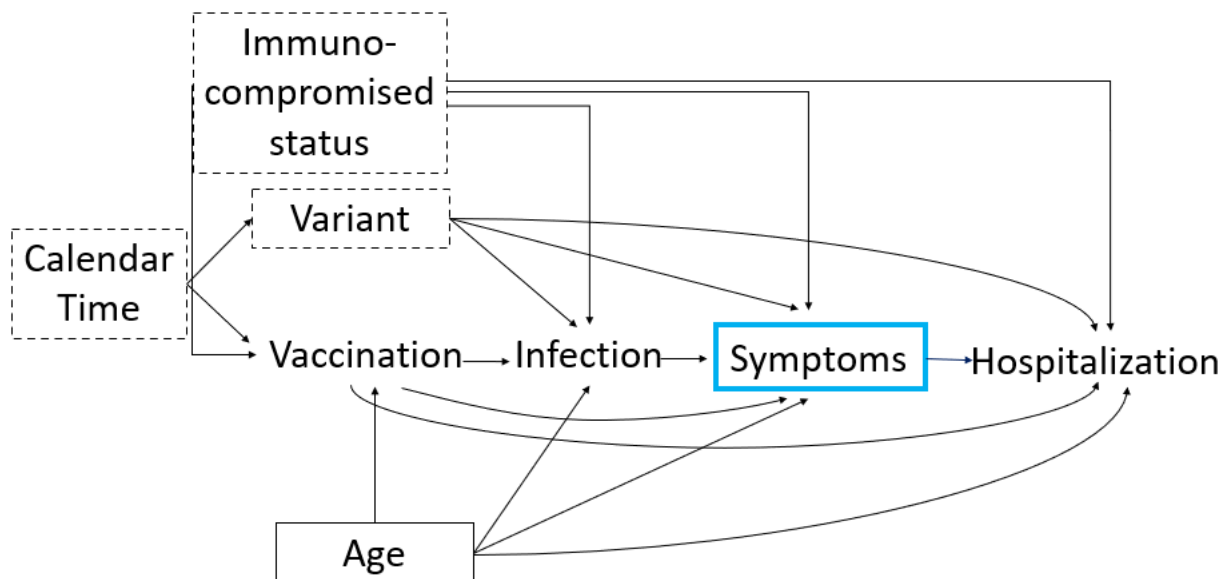 Immuno-
compromised
status
Variant
Calendar
Time
Vaccination
Infection
Symptoms
Hospitalization
Age